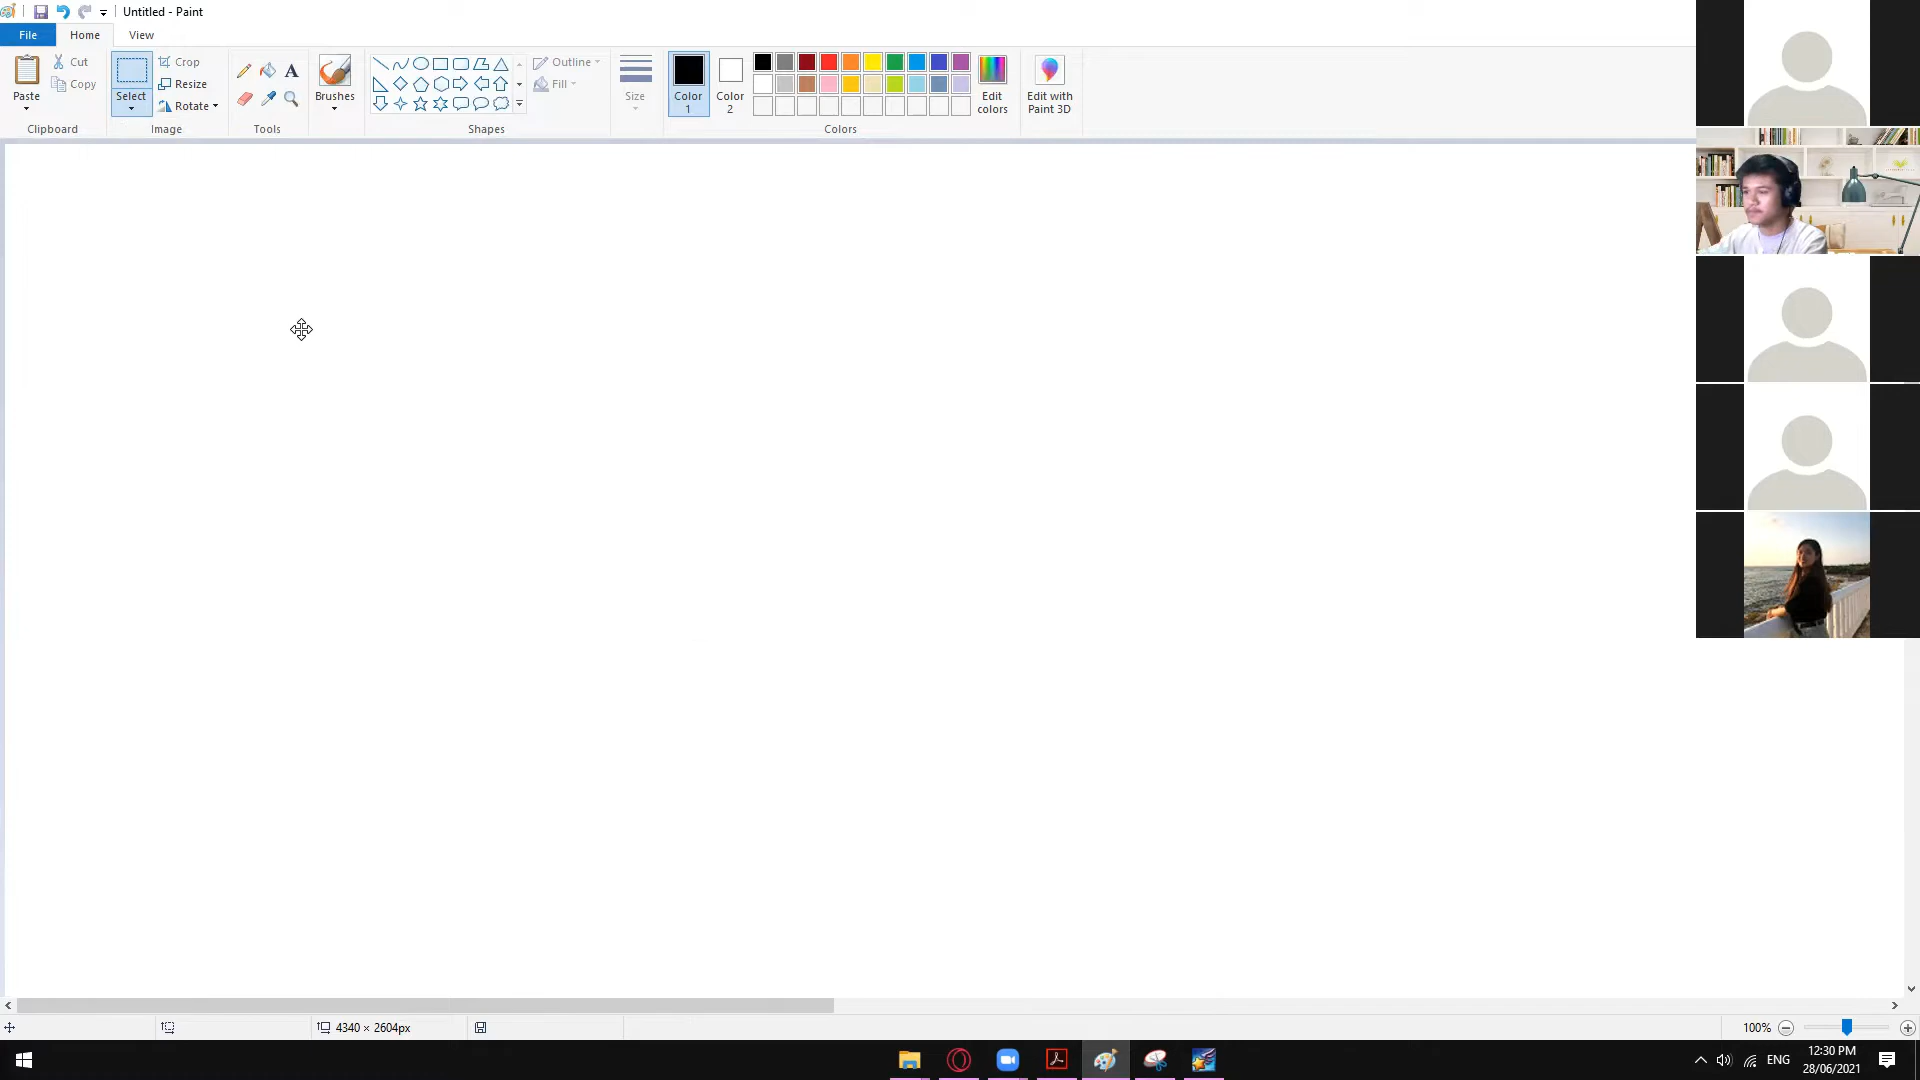 Untitled - Paint
File Home View
Paste
Cut
Copy
Clipboard
Select
Crop
Resize
Rotate
Image
A
Tools
Brushes
Shapes
Outline
Fill
Size
Color 1
Color 2
Colors
Edit colors
Edit with Paint 3D
4340 × 2604px
100%
ENG
12:30 PM
28/06/2021